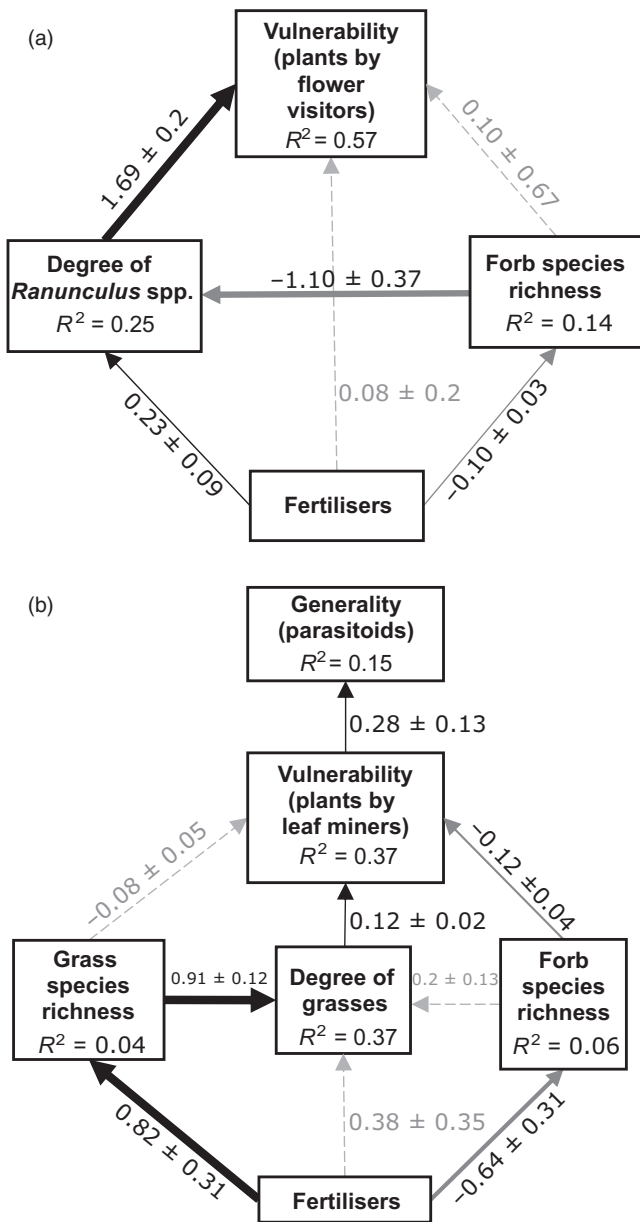 (a)
Vulnerability
(plants by
flower
visitors)
R² = 0.57
1.69 ± 0.2
0.10 ± 0.67
Degree of
Ranunculus spp.
R² = 0.25
−1.10 ± 0.37
Forb species
richness
R² = 0.14
0.23 ± 0.09
0.08 ± 0.2
−0.10 ± 0.03
Fertilisers
(b)
Generality
(parasitoids)
R² = 0.15
0.28 ± 0.13
Vulnerability
(plants by
leaf miners)
R² = 0.37
−0.08 ± 0.05
−0.12 ±0.04
0.12 ± 0.02
Grass
species
richness
R² = 0.04
0.91 ± 0.12
Degree of
grasses
R² = 0.37
0.2 ± 0.13
Forb
species
richness
R² = 0.06
0.82 ± 0.31
0.38 ± 0.35
−0.64 ± 0.31
Fertilisers